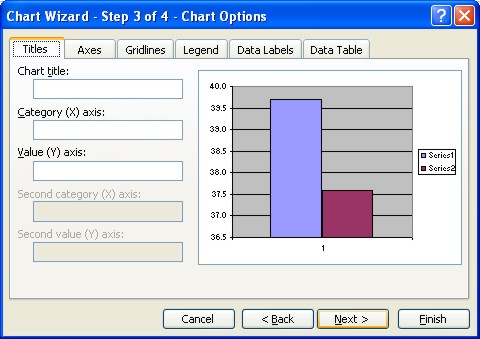 Chart Wizard - Step 3 of 4 - Chart Options
Titles Axes Gridlines Legend Data Labels Data Table
Chart title:
Category (X) axis:
Value (Y) axis:
Second category (X) axis:
Second value (Y) axis:
40.0
39.5
39.0
38.5
38.0
37.5
37.0
36.5
1
Series1
Series2
Cancel < Back Next > Finish